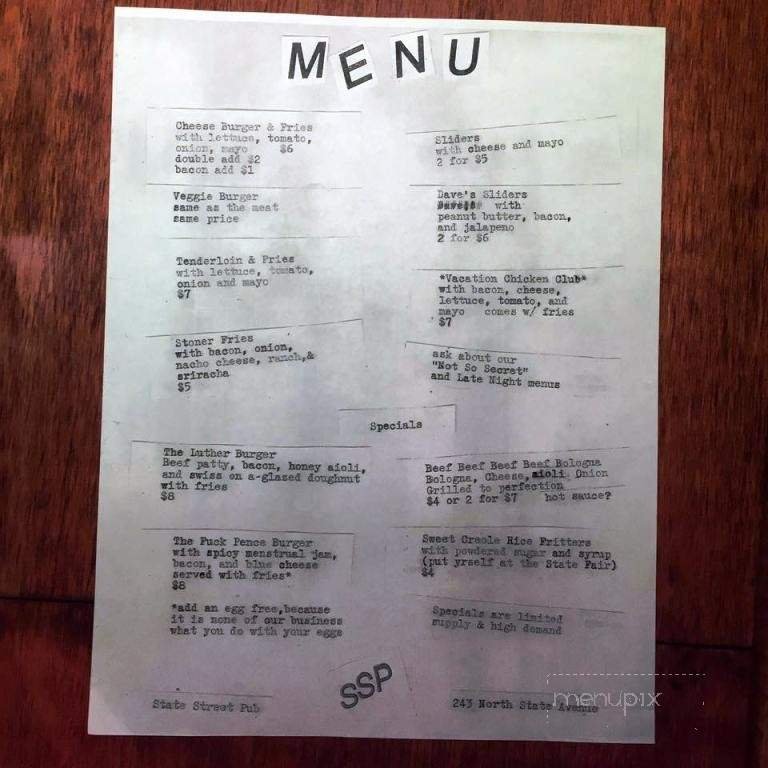 MENU
Cheese Burger & Fries
with lettuce, tomato,
onion, mayo $6
double add $2
bacon add $1
Veggie Burger
same as the meat
same price
Tenderloin & Fries
with lettuce, tomato,
onion and mayo
$7
Stoner Fries
with bacon, onion,
nacho cheese, ranch,&
sriracha
$5
Sliders
with cheese and mayo
2 for $5
Dave's Sliders
with
peanut butter, bacon,
and jalapeno
2 for $6
*Vacation Chicken Club*
with bacon, cheese,
lettuce, tomato, and
mayo comes w/ fries
$7
ask about our
"Not So Secret"
and Late Night menus
Specials
The Luther Burger
Beef patty, bacon, honey aioli,
and swiss on a-glazed doughnut
with fries
$8
The Fuck Pence Burger
with spicy menstrual jam,
bacon, and blue cheese
served with fries*
$8
*add an egg free,because
it is none of our business
what you do with your eggs
Beef Beef Beef Beef Bologna
Bologna, Cheese,aioli Onion
Grilled to perfection
$4 or 2 for $7 hot sauce?
Sweet Creole Rice Fritters
with powdered sugar and syrup
(put yrself at the State Fair)
$4
Specials are limited
supply & high demand
SSP
State Street Pub
243 North State Avenue
menupix